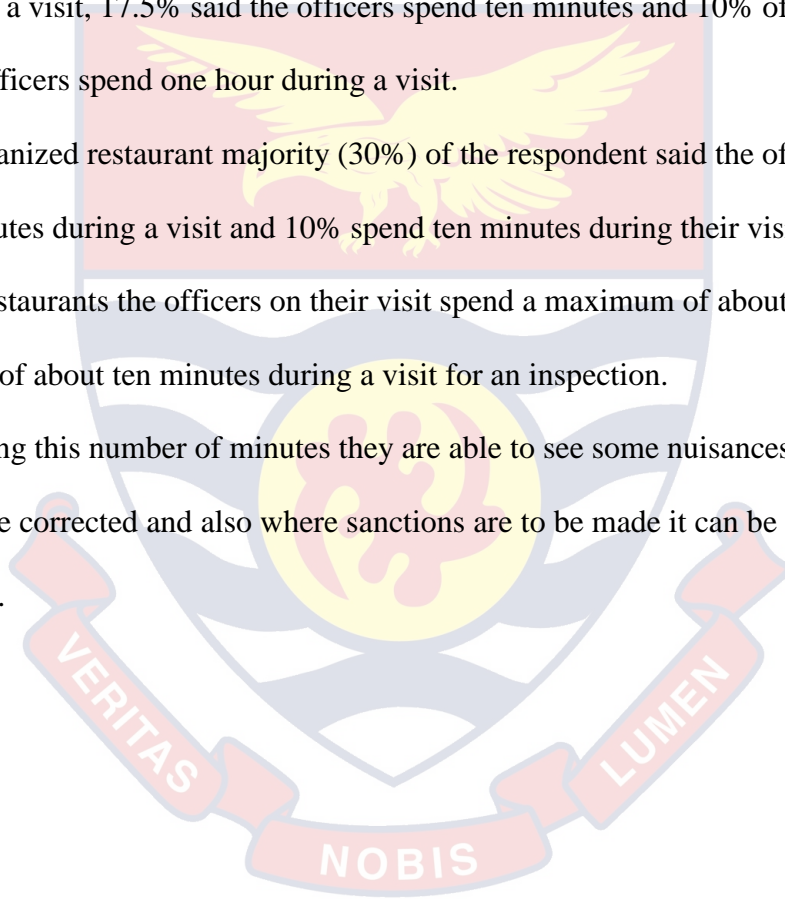 a visit, 17.5% said the officers spend ten minutes and 10% of
ficers spend one hour during a visit.
anized restaurant majority (30%) of the respondent said the of
utes during a visit and 10% spend ten minutes during their vis
staurants the officers on their visit spend a maximum of about
of about ten minutes during a visit for an inspection.
ng this number of minutes they are able to see some nuisances
e corrected and also where sanctions are to be made it can be
.
VERITAS
NOBIS
LUMEN